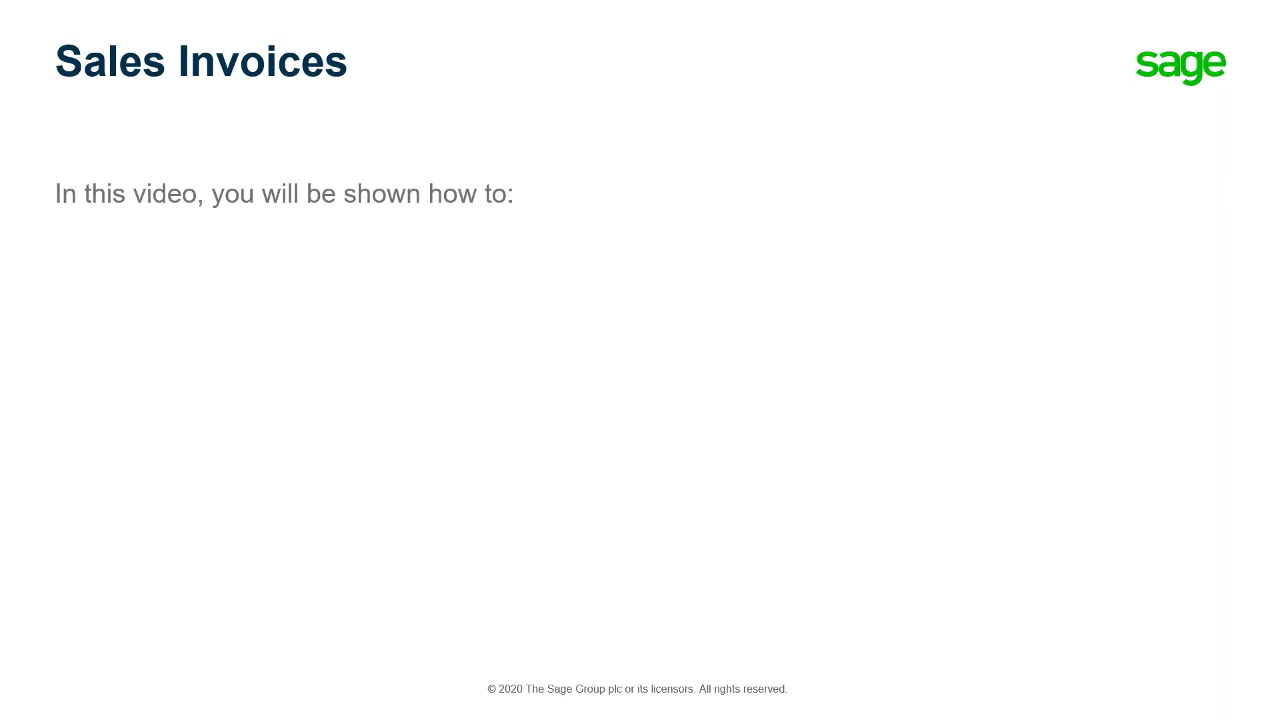 Sales Invoices
sage
In this video, you will be shown how to:
© 2020 The Sage Group plc or its licensors. All rights reserved.